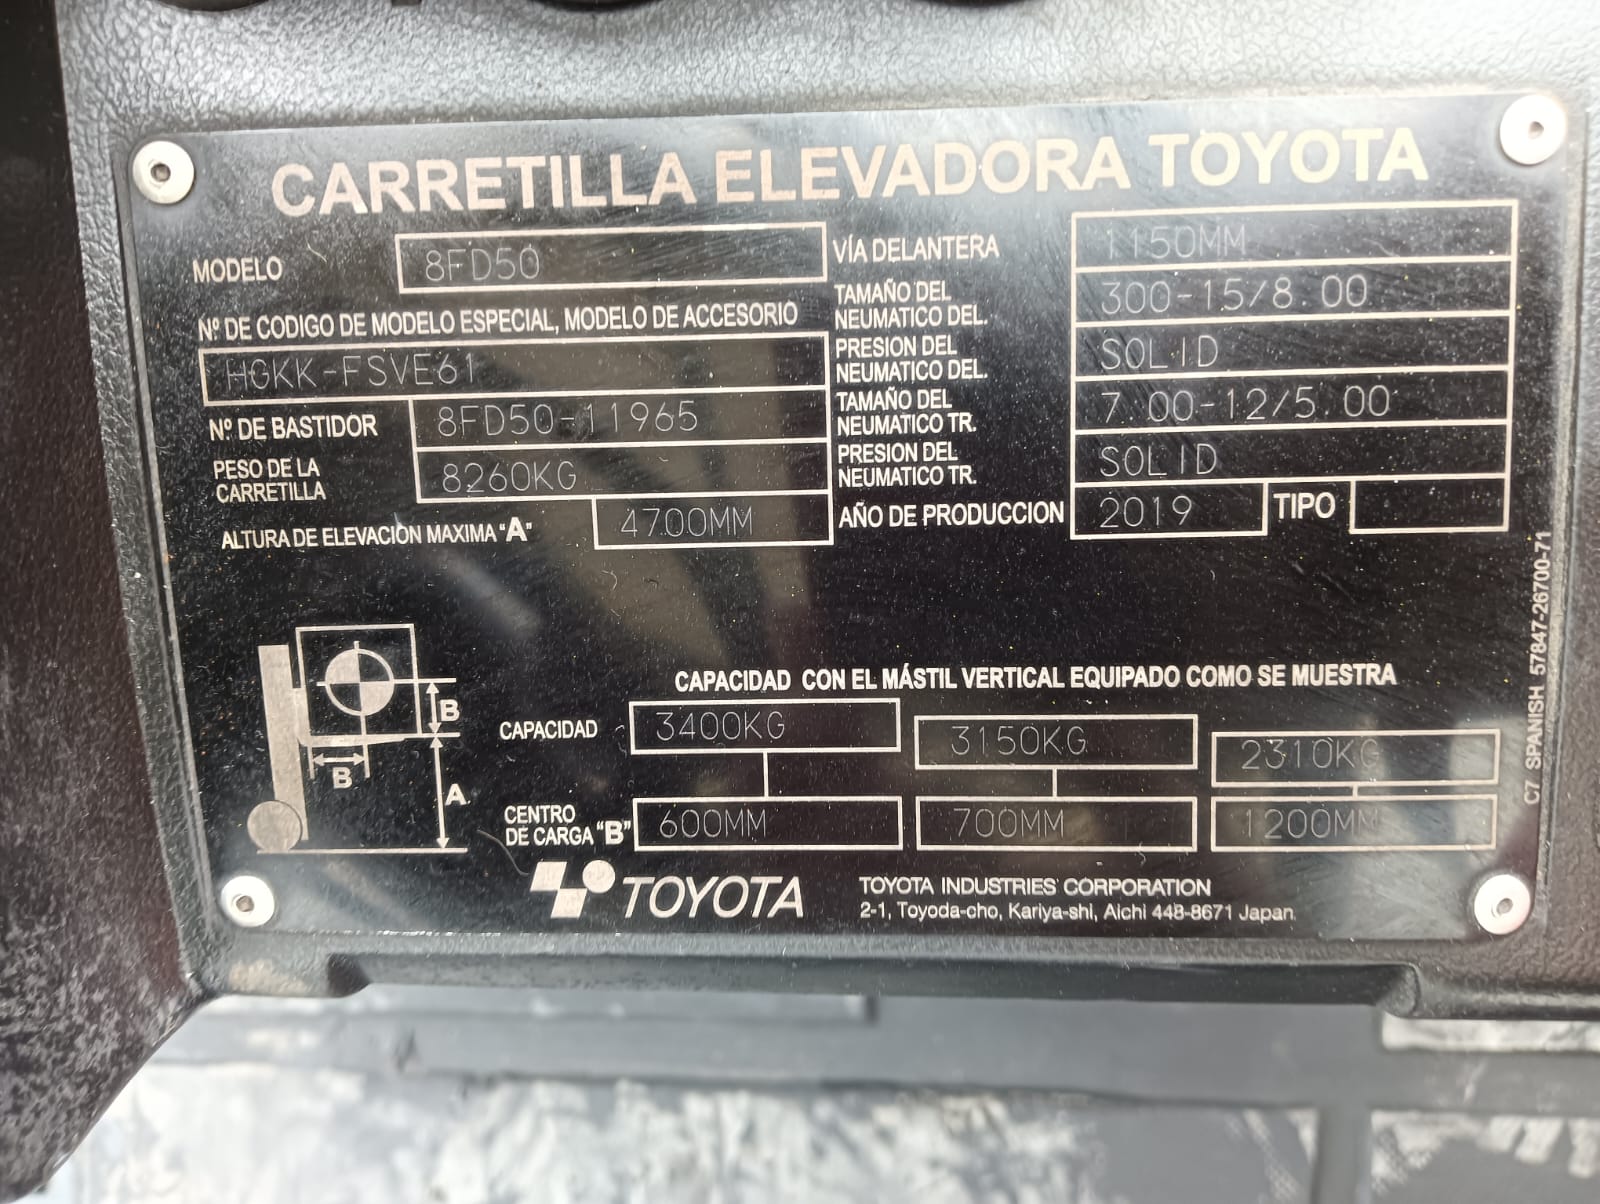 CARRETILLA ELEVADORA TOYOTA
MODELO 8FD50
Nº DE CODIGO DE MODELO ESPECIAL, MODELO DE ACCESORIO
HGKK-FSVE61
Nº DE BASTIDOR 8FD50-11965
PESO DE LA
CARRETILLA 8260KG
ALTURA DE ELEVACION MAXIMA "A" 4700MM
VÍA DELANTERA 1150MM
TAMAÑO DEL
NEUMATICO DEL. 300-15/8.00
PRESION DEL
NEUMATICO DEL. SOLID
TAMAÑO DEL
NEUMATICO TR. 7.00-12/5.00
PRESION DEL
NEUMATICO TR. SOLID
AÑO DE PRODUCCION 2019 TIPO
B
B
A
CAPACIDAD CON EL MÁSTIL VERTICAL EQUIPADO COMO SE MUESTRA
CAPACIDAD 3400KG 3150KG 2310KG
CENTRO
DE CARGA "B" 600MM 700MM 1200MM
TOYOTA
TOYOTA INDUSTRIES CORPORATION
2-1, Toyoda-cho, Kariya-shi, Aichi 448-8671 Japan.
C7 SPANISH 57847-26700-71